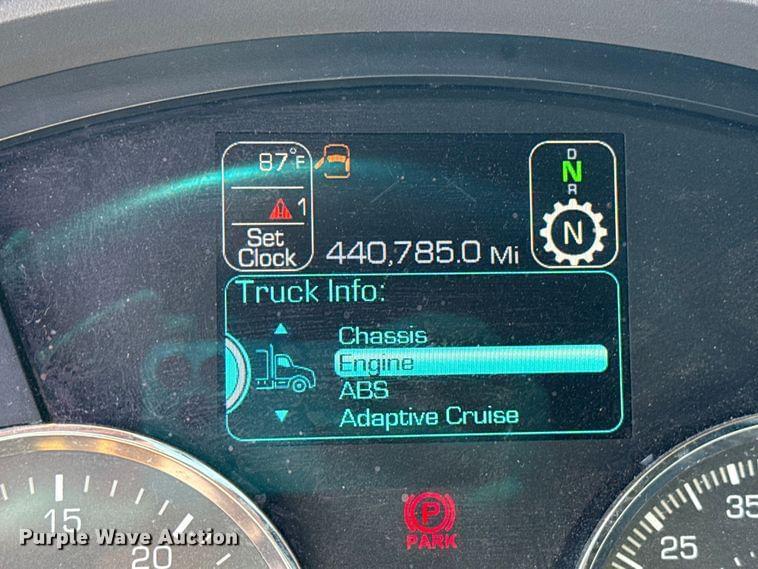 87°F
D
N
R
1
Set
Clock
440,785.0 Mi
N
Truck Info:
Chassis
Engine
ABS
Adaptive Cruise
P
PARK
15
20
25
35
Purple Wave Auction